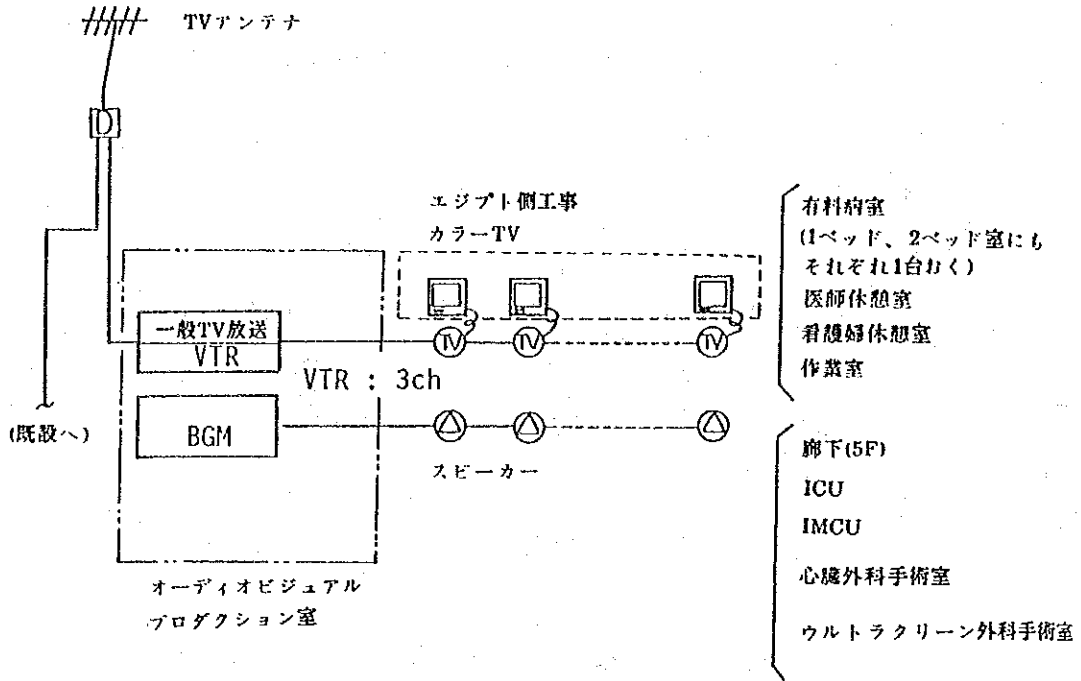 TVアンテナ
D
エジプト側工事
カラーTV
有料病室
(1ベッド、2ベッド室にも
それぞれ1台おく)
医師休憩室
看護婦休憩室
作業室
一般TV放送
VTR
TV
TV
TV
VTR : 3ch
(既設へ)
BGM
スピーカー
廊下(5F)
ICU
IMCU
心臓外科手術室
ウルトラクリーン外科手術室
オーディオビジュアル
プロダクション室